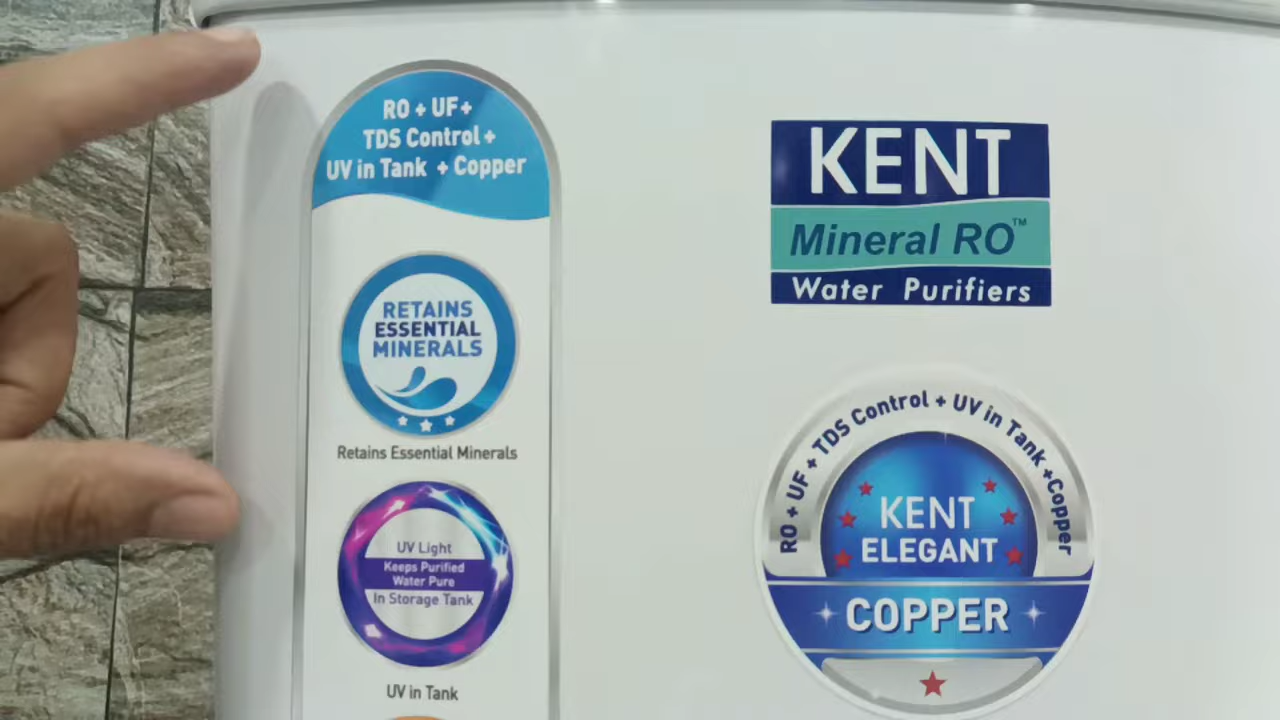 RO + UF+
TDS Control +
UV in Tank + Copper
RETAINS
ESSENTIAL
MINERALS
Retains Essential Minerals
UV Light
Keeps Purified
Water Pure
In Storage Tank
UV in Tank
KENT
Mineral RO™
Water Purifiers
RO + UF + TDS Control + UV in Tank +Copper
KENT
ELEGANT
COPPER